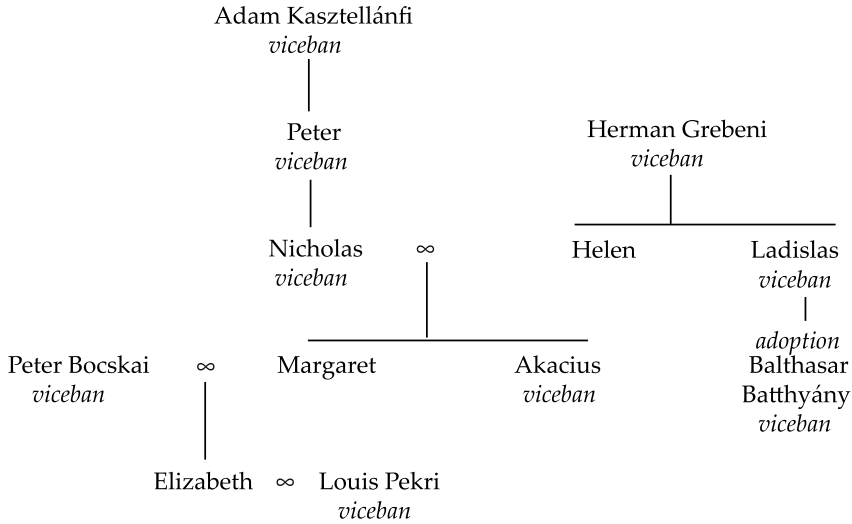 Adam Kasztellánfi
viceban
Peter
viceban
Herman Grebeni
viceban
Nicholas ∞ Helen Ladislas
viceban viceban
adoption
Peter Bocskai ∞ Margaret Akacius Balthasar
viceban viceban Batthyány
viceban
Elizabeth ∞ Louis Pekri
viceban